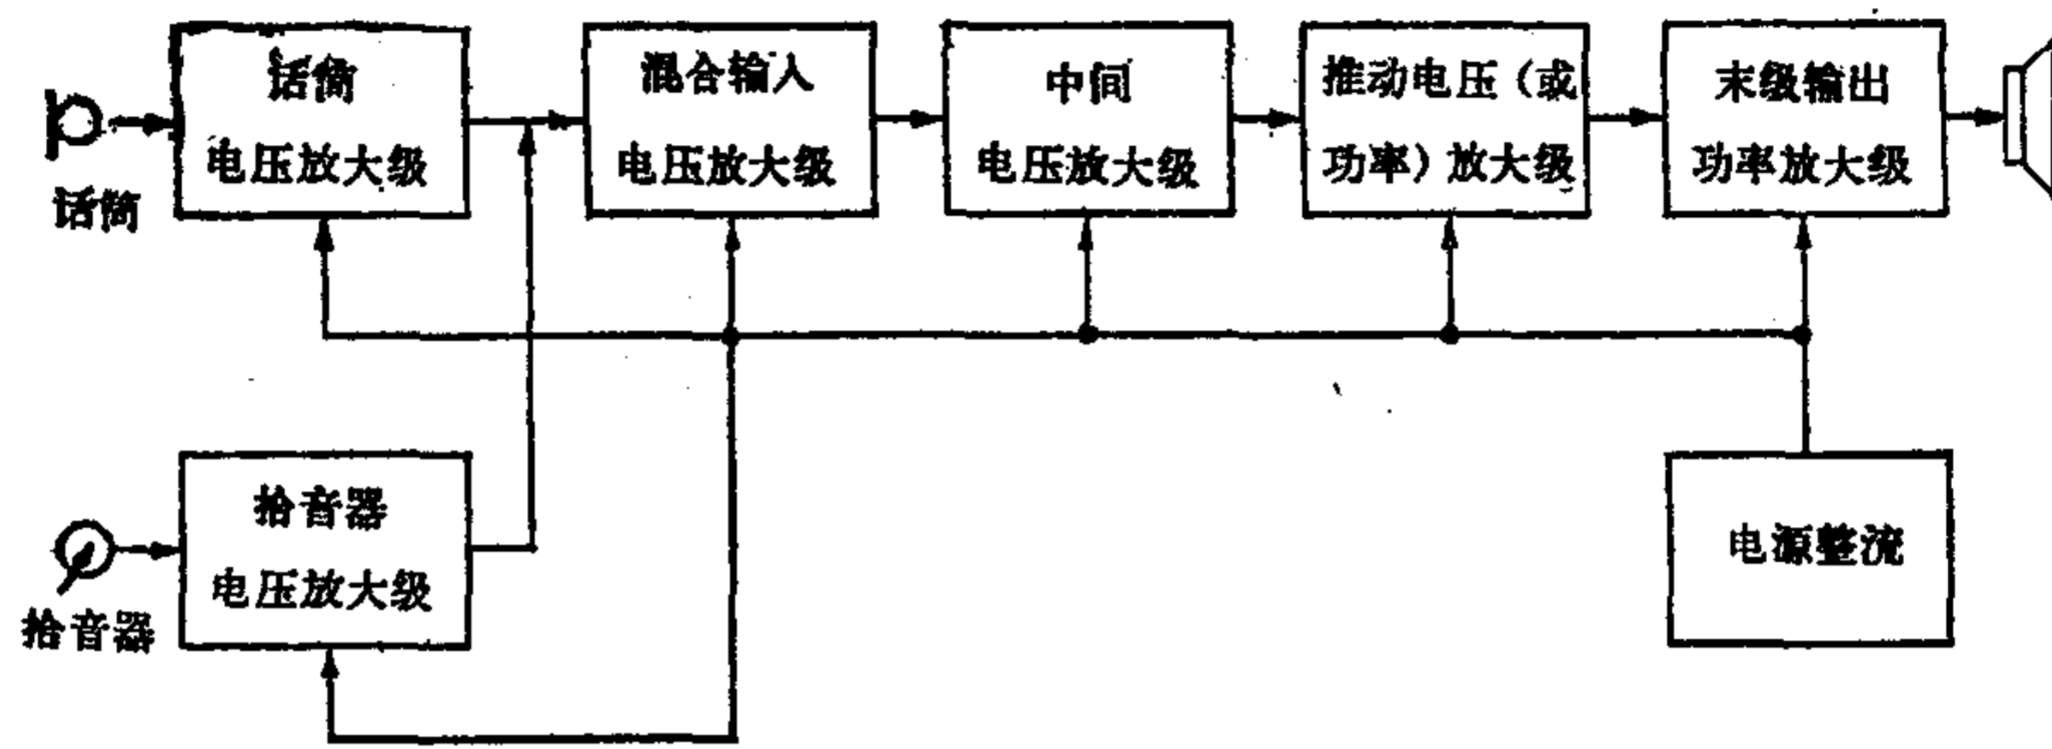 话筒
电压放大级
混合输入
电压放大级
中间
电压放大级
推动电压（或
功率）放大级
末级输出
功率放大级
话筒
拾音器
电压放大级
电源整流
拾音器